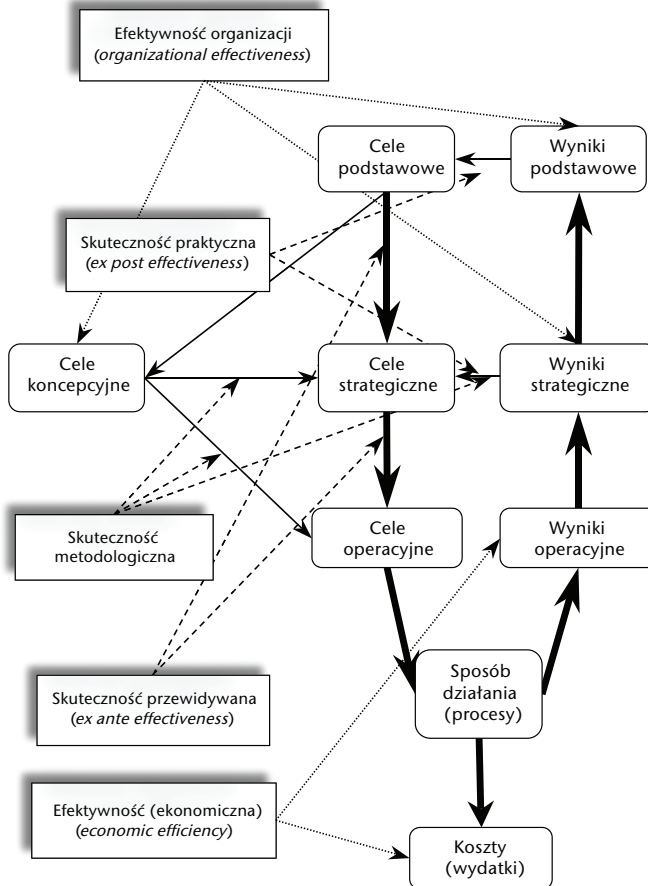 Efektywność organizacji
(organizational effectiveness)
Cele
podstawowe
Wyniki
podstawowe
Skuteczność praktyczna
(ex post effectiveness)
Cele
koncepcyjne
Cele
strategiczne
Wyniki
strategiczne
Skuteczność
metodologiczna
Cele
operacyjne
Wyniki
operacyjne
Skuteczność przewidywana
(ex ante effectiveness)
Sposób
działania
(procesy)
Efektywność (ekonomiczna)
(economic efficiency)
Koszty
(wydatki)